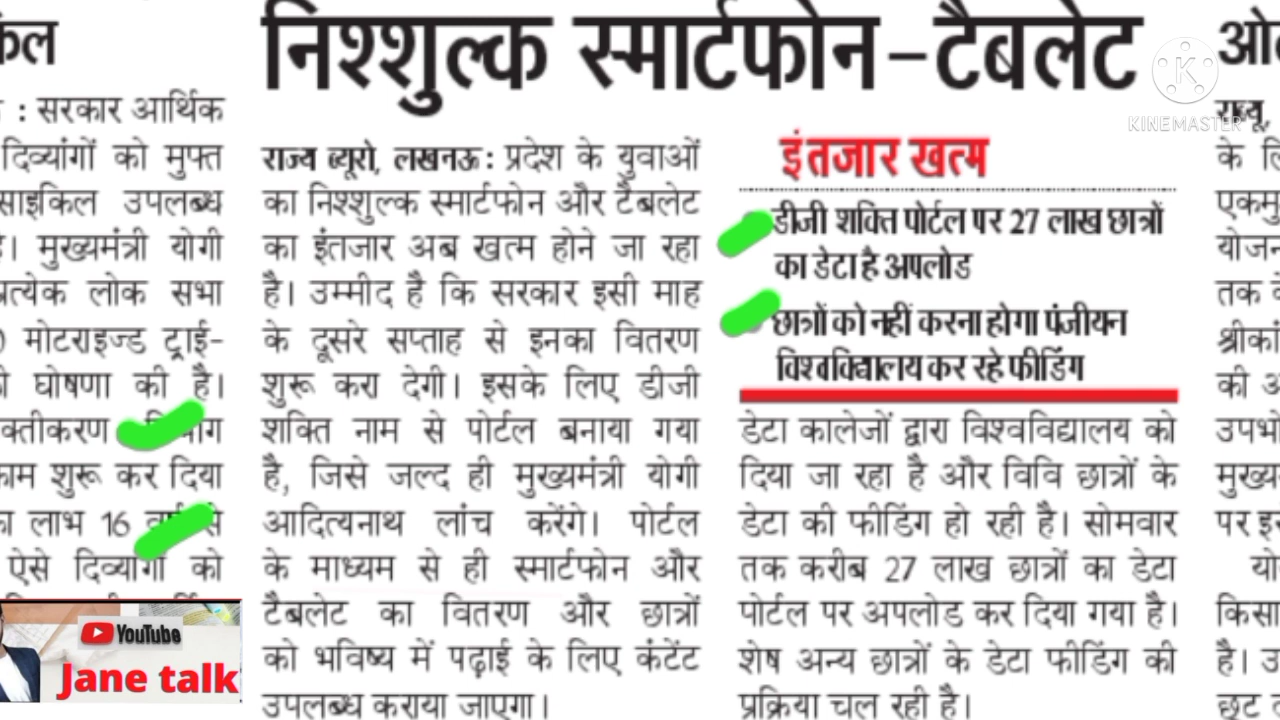 निश्शुल्क स्मार्टफोन-टैबलेट
: सरकार आर्थिक
दिव्यांगों को मुफ्त
उपलब्ध
है। मुख्यमंत्री योगी
प्रत्येक लोक सभा
मोटराइज्ड ट्राई-
घोषणा की है।
काम शुरू कर दिया
लाभ 16
ऐसे दिव्यांगों को
राज्य ब्यूरो, लखनऊ: प्रदेश के युवाओं
का निश्शुल्क स्मार्टफोन और टैबलेट
का इंतजार अब खत्म होने जा रहा
है। उम्मीद है कि सरकार इसी माह
के दूसरे सप्ताह से इनका वितरण
शुरू करा देगी। इसके लिए डीजी
शक्ति नाम से पोर्टल बनाया गया
है, जिसे जल्द ही मुख्यमंत्री योगी
आदित्यनाथ लांच करेंगे। पोर्टल
के माध्यम से ही स्मार्टफोन और
टैबलेट का वितरण और छात्रों
को भविष्य में पढ़ाई के लिए कंटेंट
उपलब्ध कराया जाएगा।
इंतजार खत्म
डीजी शक्ति पोर्टल पर 27 लाख छात्रों
का डेटा है अपलोड
छात्रों को नहीं करना होगा पंजीयन
विश्वविद्यालय कर रहे फीडिंग
डेटा कालेजों द्वारा विश्वविद्यालय को
दिया जा रहा है और विवि छात्रों के
डेटा की फीडिंग हो रही है। सोमवार
तक करीब 27 लाख छात्रों का डेटा
पोर्टल पर अपलोड कर दिया गया है।
शेष अन्य छात्रों के डेटा फीडिंग की
प्रक्रिया चल रही है।
K
KINEMASTER
राब्यू,
के
तक
की
पर
है।
YouTube
Jane talk